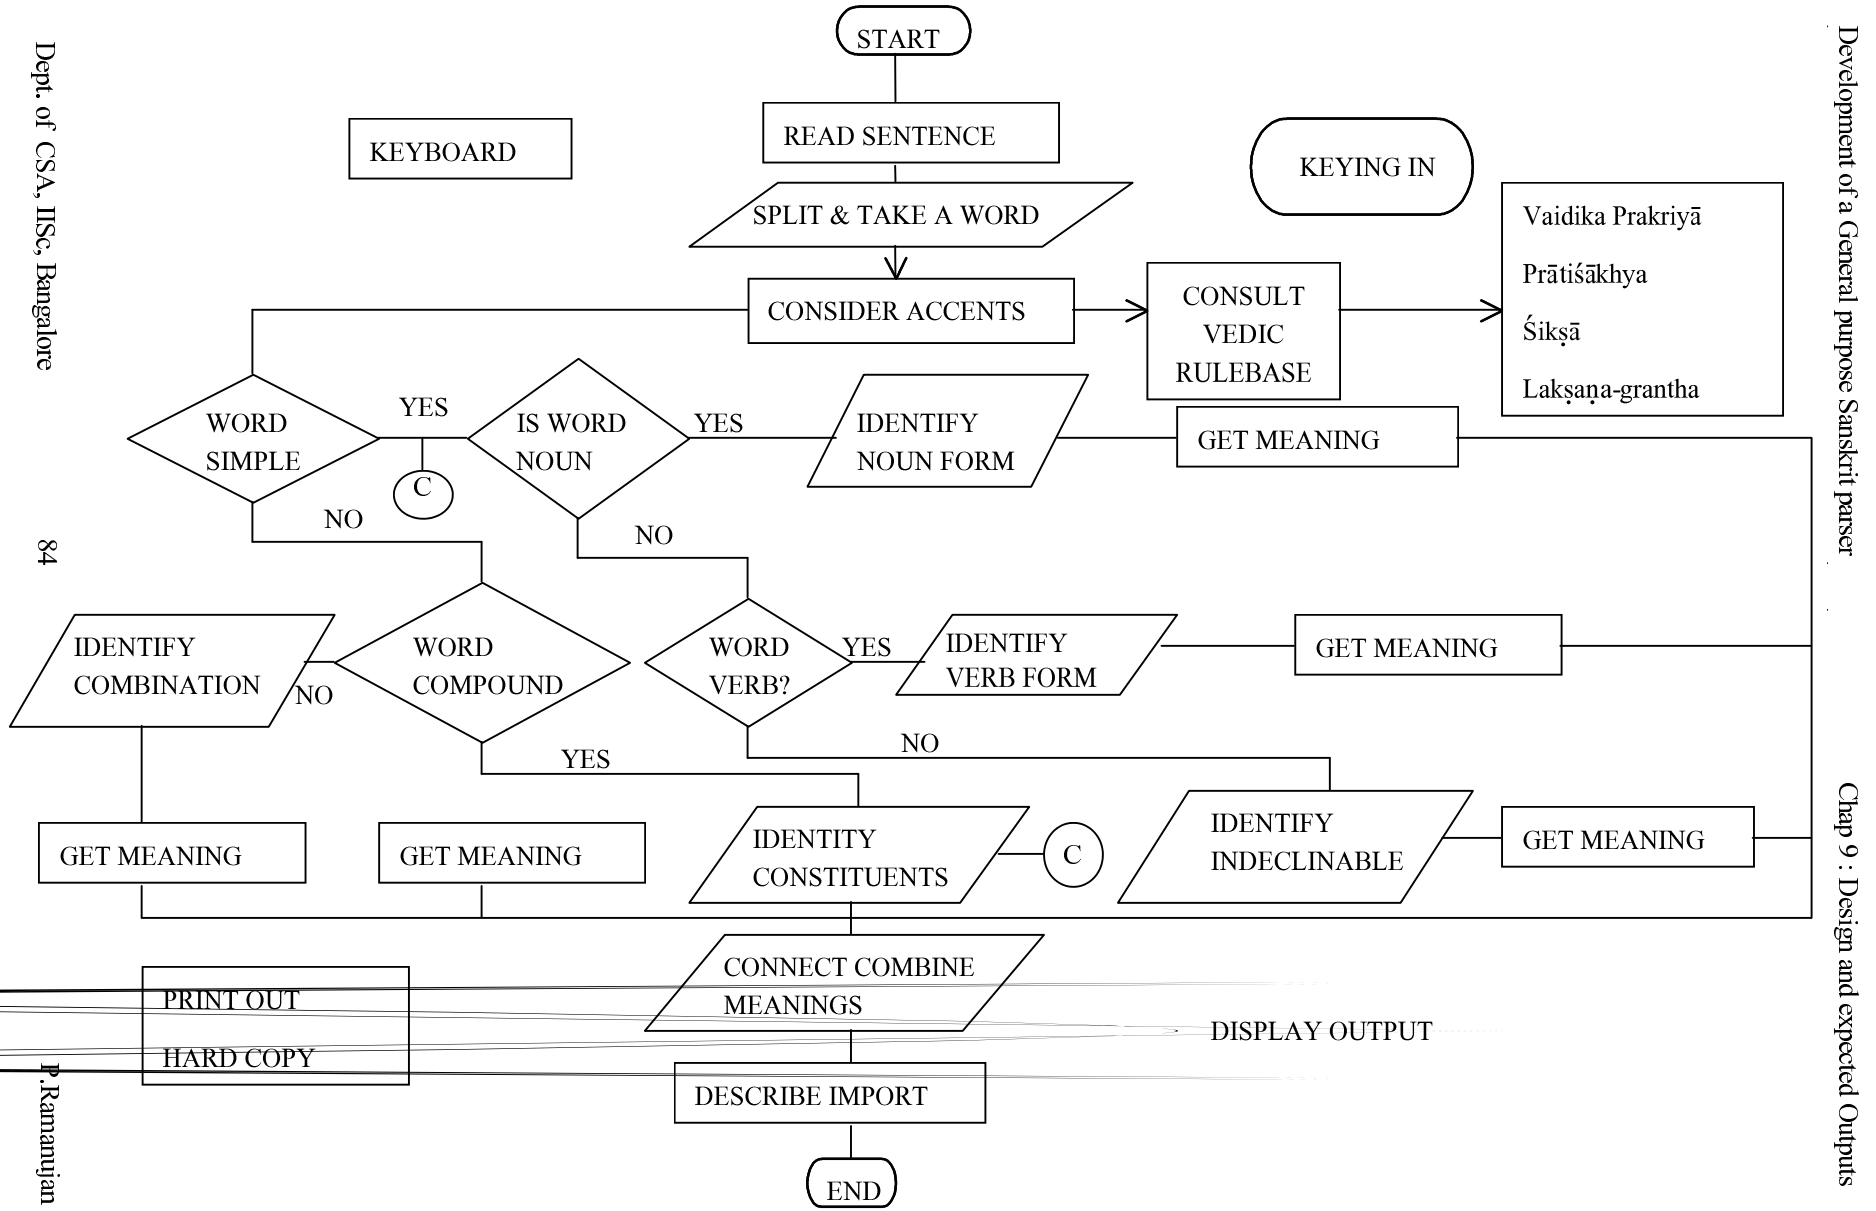 START
KEYBOARD
READ SENTENCE
KEYING IN
SPLIT & TAKE A WORD
Vaidika Prakriyā
Prātiśākhya
Śikṣā
Lakṣaṇa-grantha
CONSIDER ACCENTS
CONSULT
VEDIC
RULEBASE
WORD
SIMPLE
YES
C
IS WORD
NOUN
YES
IDENTIFY
NOUN FORM
GET MEANING
NO
NO
IDENTIFY
COMBINATION
NO
WORD
COMPOUND
WORD
VERB?
YES
IDENTIFY
VERB FORM
GET MEANING
YES
NO
GET MEANING
GET MEANING
IDENTITY
CONSTITUENTS
C
IDENTIFY
INDECLINABLE
GET MEANING
CONNECT COMBINE
MEANINGS
PRINT OUT
HARD COPY
DISPLAY OUTPUT
DESCRIBE IMPORT
END
Development of a General purpose Sanskrit parser
Chap 9 : Design and expected Outputs
Dept. of CSA, IISc, Bangalore
84
P.Ramanujan